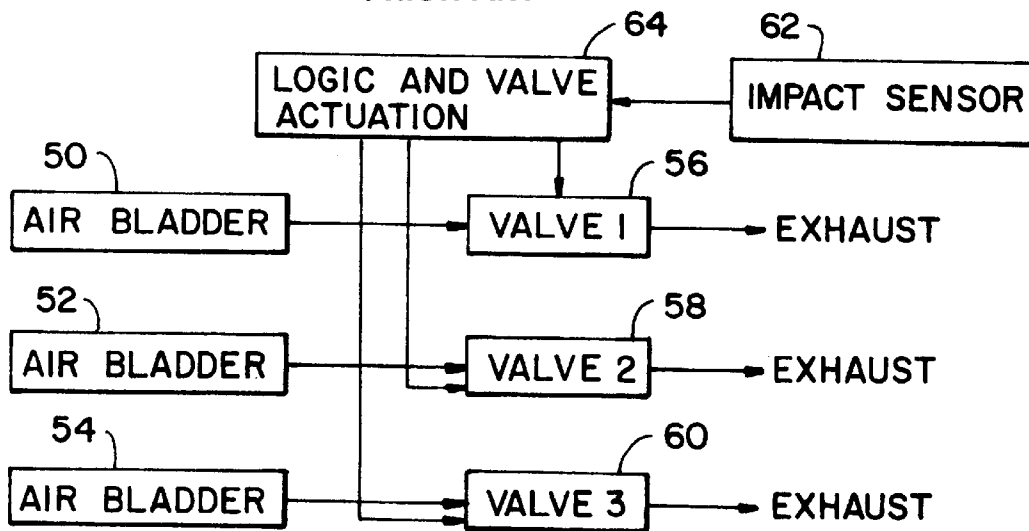 64
62
LOGIC AND VALVE
ACTUATION
IMPACT SENSOR
50
56
AIR BLADDER
VALVE 1
EXHAUST
52
58
AIR BLADDER
VALVE 2
EXHAUST
54
60
AIR BLADDER
VALVE 3
EXHAUST